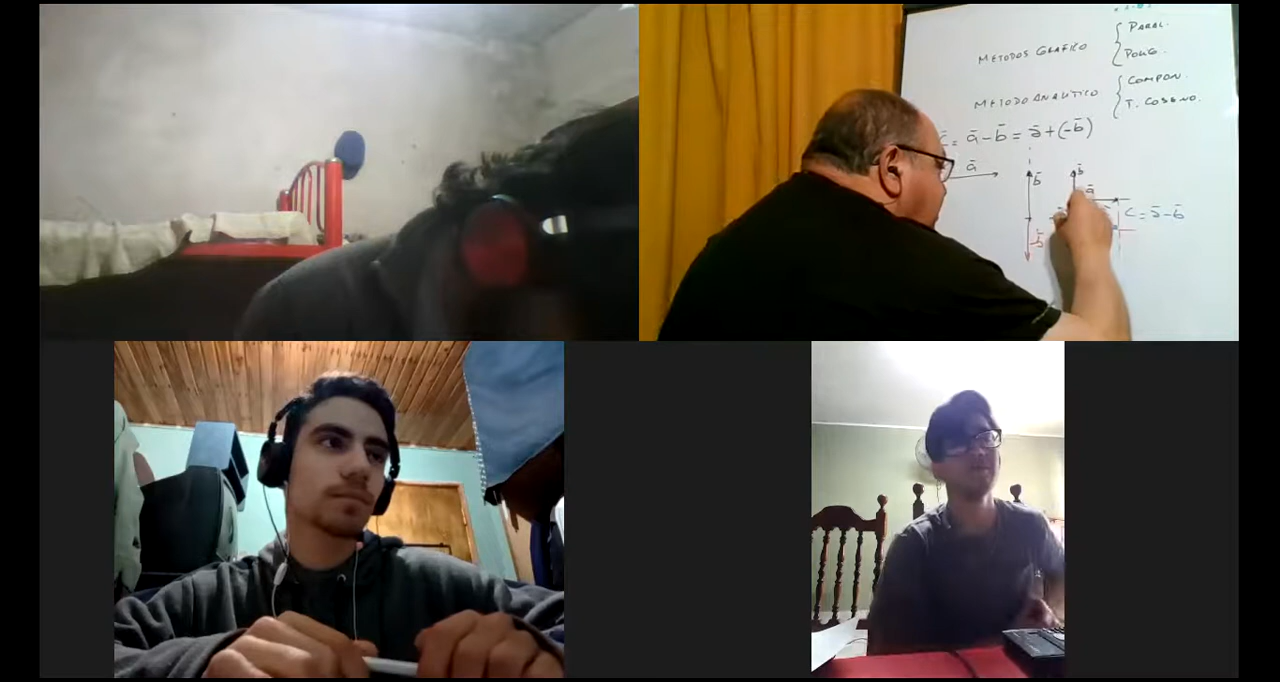 PARAL.
METODOS GRAFICO
POLIG.
COMPON.
METODO ANALITICO
T. COSENO.
c̄ = ā - b̄ = ā + (-b̄)
ā
b̄
b̄
ā
C = ā - b̄
-b̄